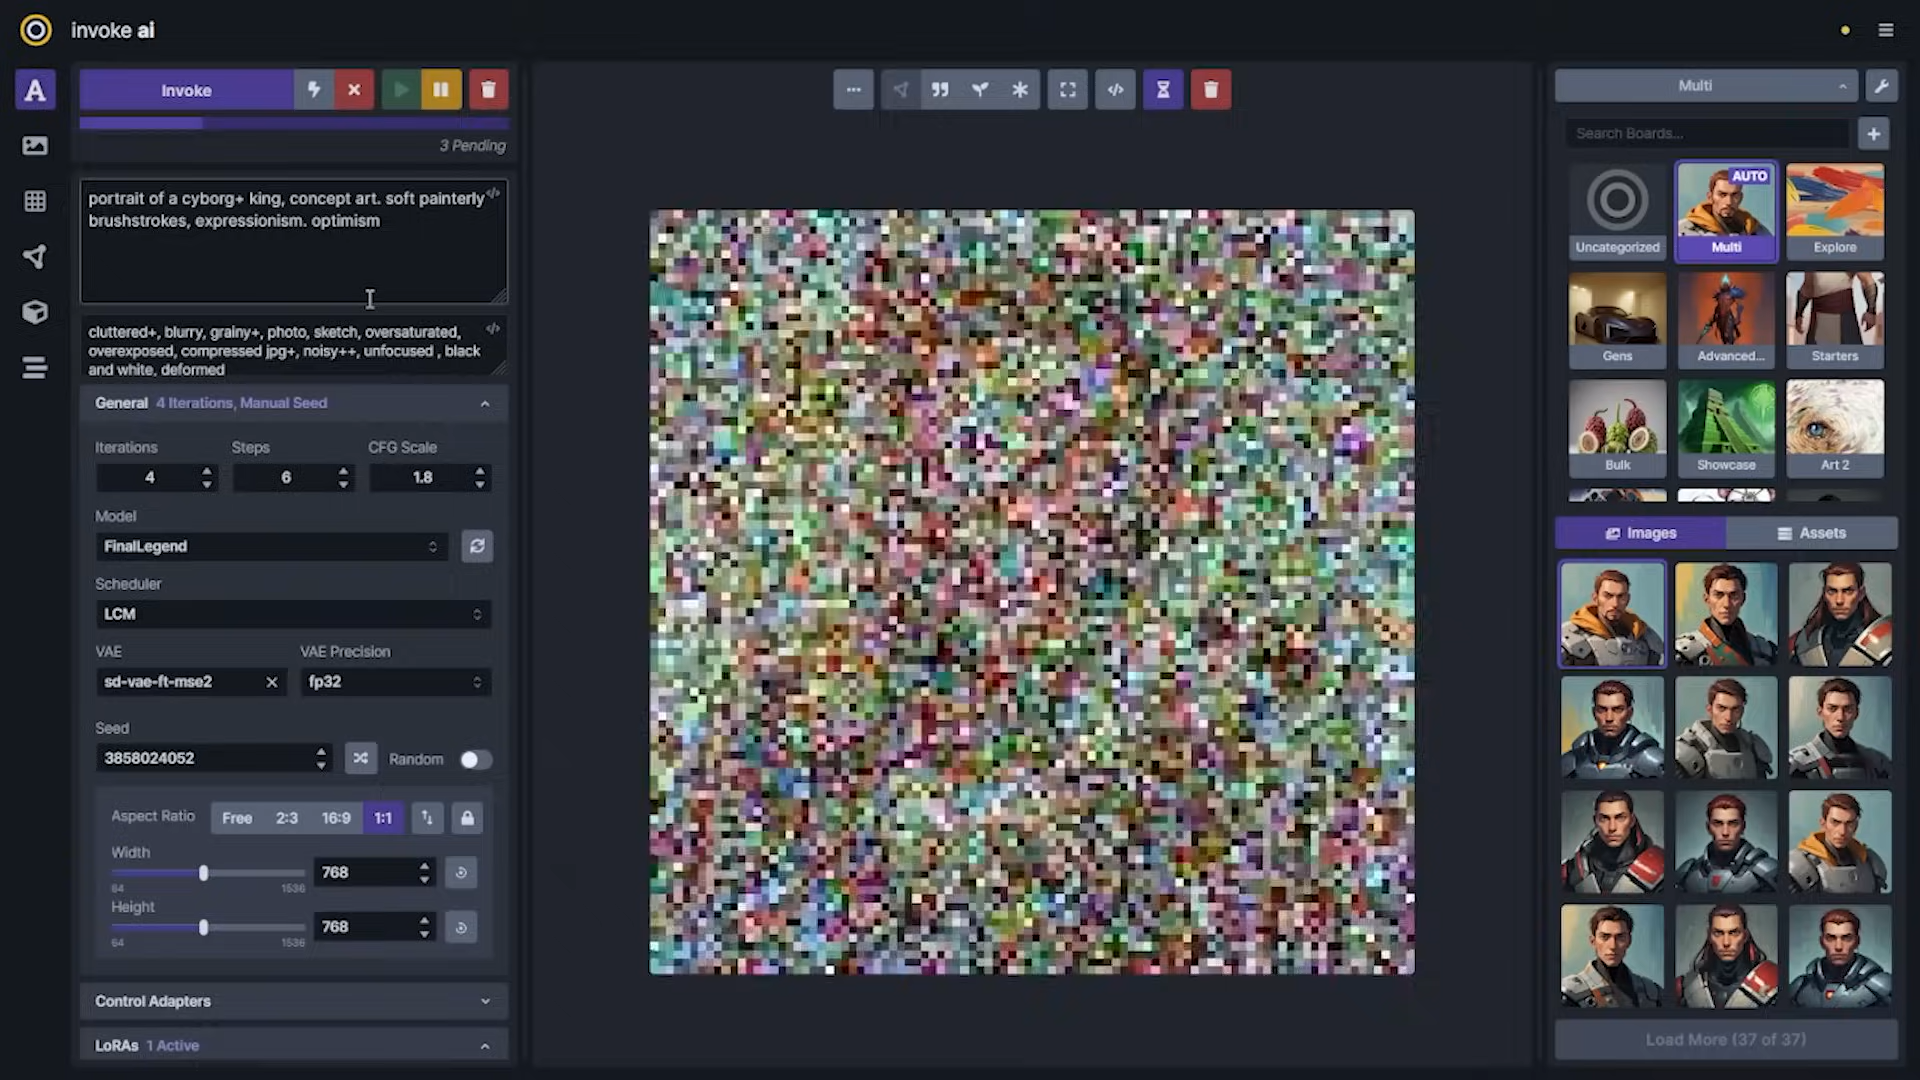 invoke ai
Invoke
3 Pending
portrait of a cyborg+ king, concept art. soft painterly
brushstrokes, expressionism. optimism
cluttered+, blurry, grainy+, photo, sketch, oversaturated,
overexposed, compressed jpg+, noisy++, unfocused , black
and white, deformed
General 4 Iterations, Manual Seed
Iterations Steps CFG Scale
4 6 1.8
Model
FinalLegend
Scheduler
LCM
VAE VAE Precision
sd-vae-ft-mse2 fp32
Seed
3858024052 Random
Aspect Ratio Free 2:3 16:9 1:1
Width
768
64 1536
Height
768
64 1536
Control Adapters
LoRAs 1 Active
Multi
Search Boards...
AUTO
Uncategorized Multi Explore
Gens Advanced... Starters
Bulk Showcase Art 2
Images Assets
Load More (37 of 37)